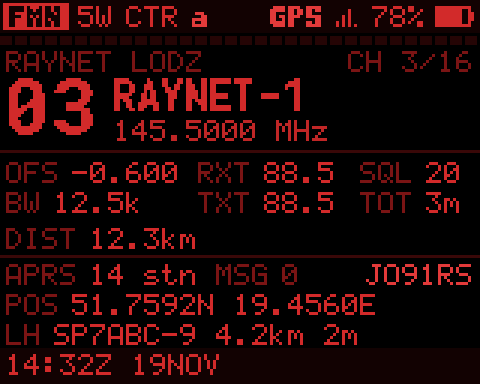 FMN 5W CTR a GPS 78%
RAYNET LODZ CH 3/16
03 RAYNET-1
145.5000 MHz
OFS -0.600 RXT 88.5 SQL 20
BW 12.5k TXT 88.5 TOT 3m
DIST 12.3km
APRS 14 stn MSG 0 JO91RS
POS 51.7592N 19.4560E
LH SP7ABC-9 4.2km 2m
14:32Z 19NOV